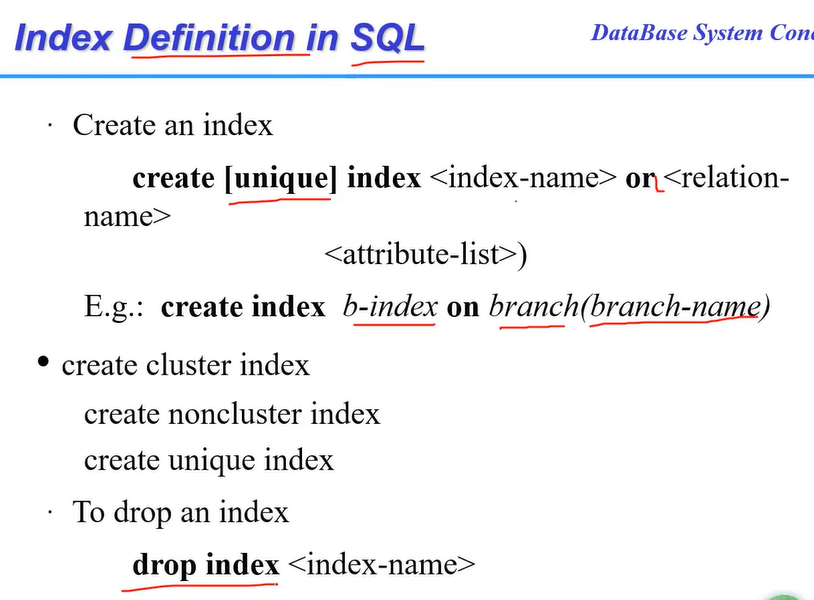 Index Definition in SQL
DataBase System Conc
· Create an index
create [unique] index <index-name> or <relation-
name>
<attribute-list>)
E.g.: create index b-index on branch(branch-name)
• create cluster index
create noncluster index
create unique index
· To drop an index
drop index <index-name>